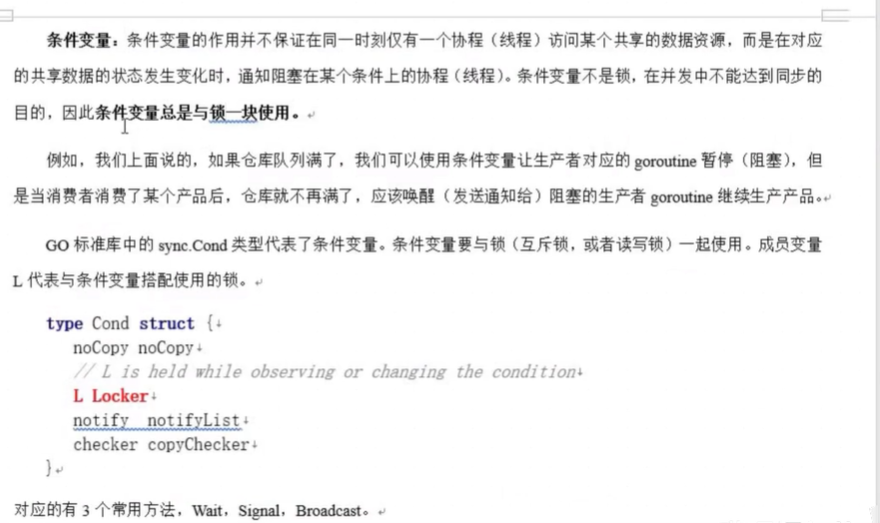 条件变量：条件变量的作用并不保证在同一时刻仅有一个协程（线程）访问某个共享的数据资源，而是在对应
的共享数据的状态发生变化时，通知阻塞在某个条件上的协程（线程）。条件变量不是锁，在并发中不能达到同步的
目的，因此条件变量总是与锁一块使用。
例如，我们上面说的，如果仓库队列满了，我们可以使用条件变量让生产者对应的 goroutine 暂停（阻塞），但
是当消费者消费了某个产品后，仓库就不再满了，应该唤醒（发送通知给）阻塞的生产者 goroutine 继续生产产品。
GO 标准库中的 sync.Cond 类型代表了条件变量。条件变量要与锁（互斥锁，或者读写锁）一起使用。成员变量
L 代表与条件变量搭配使用的锁。
type Cond struct {
noCopy noCopy
// L is held while observing or changing the condition
L Locker
notify  notifyList
checker copyChecker
}
对应的有 3 个常用方法，Wait，Signal，Broadcast。